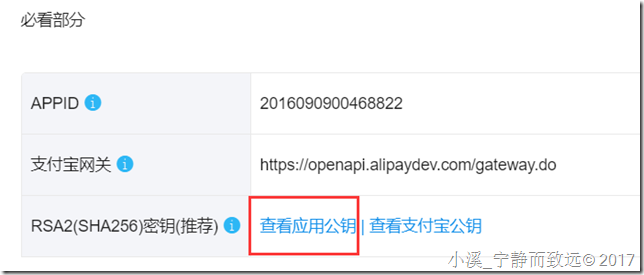 必看部分
APPID i 2016090900468822
支付宝网关 i https://openapi.alipaydev.com/gateway.do
RSA2(SHA256)密钥(推荐) i 查看应用公钥 | 查看支付宝公钥
小溪_宁静而致远© 2017